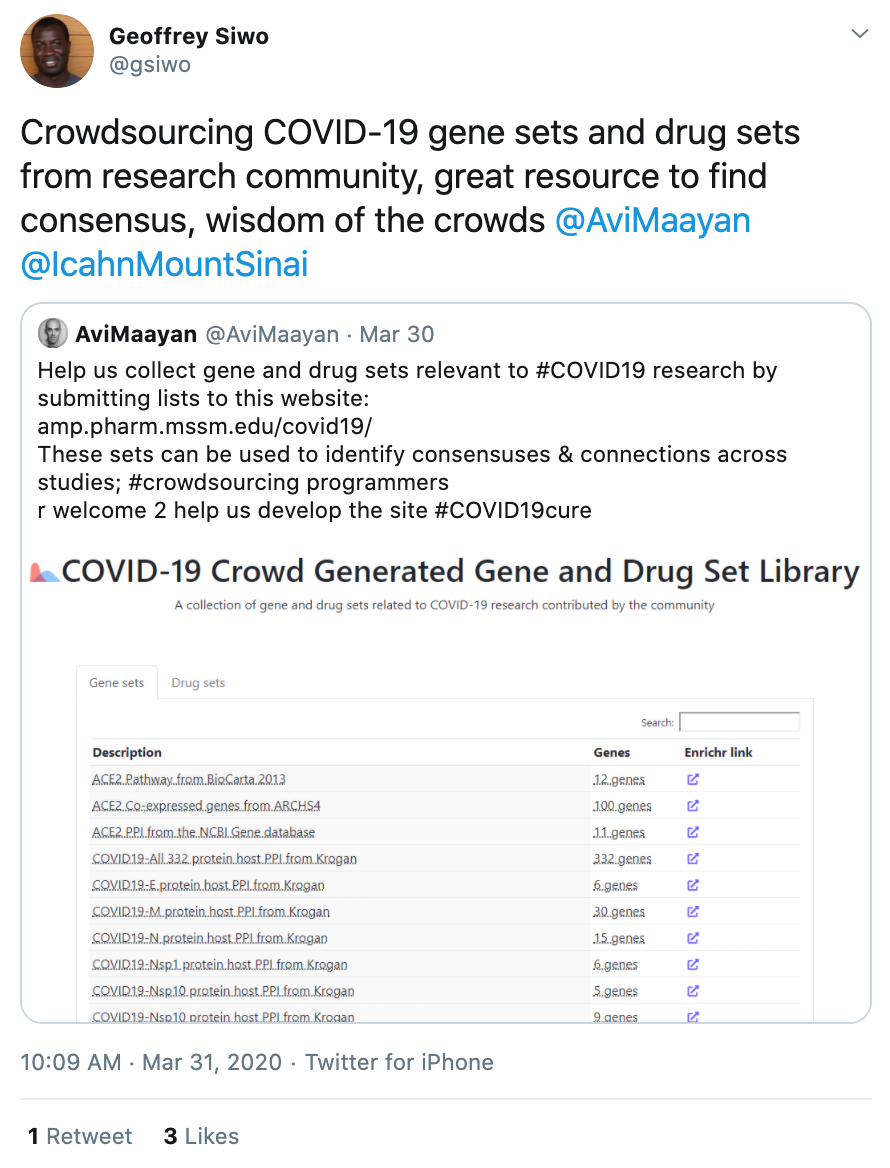 Geoffrey Siwo
@gsiwo
Crowdsourcing COVID-19 gene sets and drug sets
from research community, great resource to find
consensus, wisdom of the crowds @AviMaayan
@IcahnMountSinai
AviMaayan @AviMaayan · Mar 30
Help us collect gene and drug sets relevant to #COVID19 research by
submitting lists to this website:
amp.pharm.mssm.edu/covid19/
These sets can be used to identify consensuses & connections across
studies; #crowdsourcing programmers
r welcome 2 help us develop the site #COVID19cure
COVID-19 Crowd Generated Gene and Drug Set Library
A collection of gene and drug sets related to COVID-19 research contributed by the community
Gene sets Drug sets
Search:
Description Genes Enrichr link
ACE2 Pathway from BioCarta 2013 12 genes
ACE2 Co-expressed genes from ARCHS4 100 genes
ACE2 PPI from the NCBI Gene database 11 genes
COVID19-All 332 protein host PPI from Krogan 332 genes
COVID19-E protein host PPI from Krogan 6 genes
COVID19-M protein host PPI from Krogan 30 genes
COVID19-N protein host PPI from Krogan 15 genes
COVID19-Nsp1 protein host PPI from Krogan 6 genes
COVID19-Nsp10 protein host PPI from Krogan 5 genes
COVID19-Nsp10 protein host PPI from Krogan 9 genes
10:09 AM · Mar 31, 2020 · Twitter for iPhone
1 Retweet 3 Likes